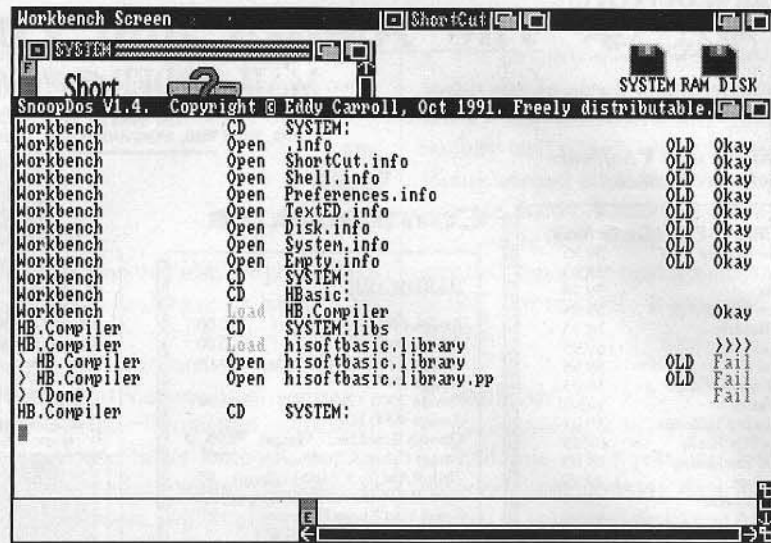 Workbench Screen ShortCut
SYSTEM
F
Short
SYSTEM RAM DISK
SnoopDos V1.4. Copyright © Eddy Carroll, Oct 1991. Freely distributable.
Workbench CD SYSTEM:
Workbench Open .info OLD Okay
Workbench Open ShortCut.info OLD Okay
Workbench Open Shell.info OLD Okay
Workbench Open Preferences.info OLD Okay
Workbench Open TextED.info OLD Okay
Workbench Open Disk.info OLD Okay
Workbench Open System.info OLD Okay
Workbench Open Empty.info OLD Okay
Workbench CD SYSTEM:
Workbench CD HBasic:
Workbench Load HB.Compiler Okay
HB.Compiler CD SYSTEM:libs
HB.Compiler Load hisoftbasic.library >>>>
> HB.Compiler Open hisoftbasic.library OLD Fail
> HB.Compiler Open hisoftbasic.library.pp OLD Fail
> (Done) Fail
HB.Compiler CD SYSTEM:
E